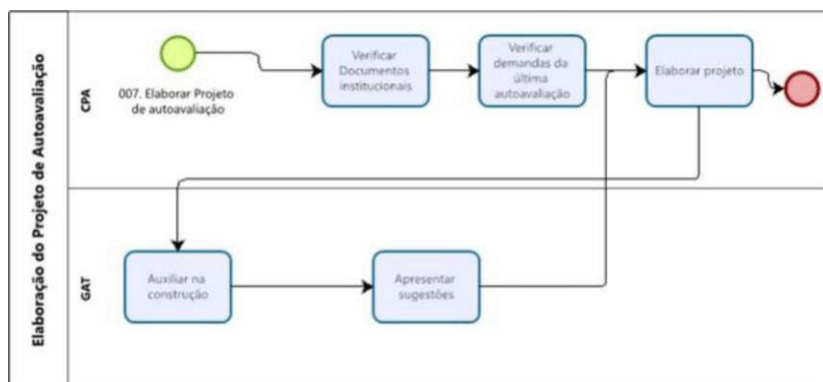 Elaboração do Projeto de Autoavaliação
CPA
007. Elaborar Projeto
de autoavaliação
Verificar
Documentos
institucionais
Verificar
demandas da
última
autoavaliação
Elaborar projeto
GAT
Auxiliar na
construção
Apresentar
sugestões